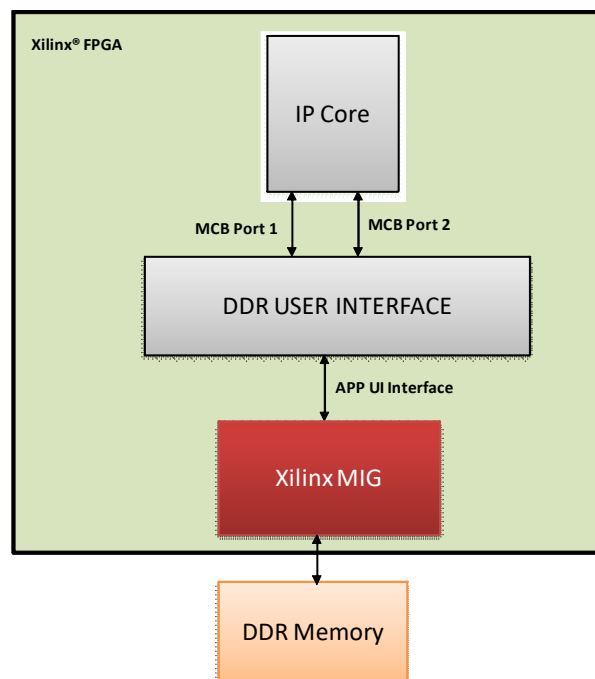 Xilinx® FPGA
IP Core
MCB Port 1
MCB Port 2
DDR USER INTERFACE
APP UI Interface
Xilinx MIG
DDR Memory